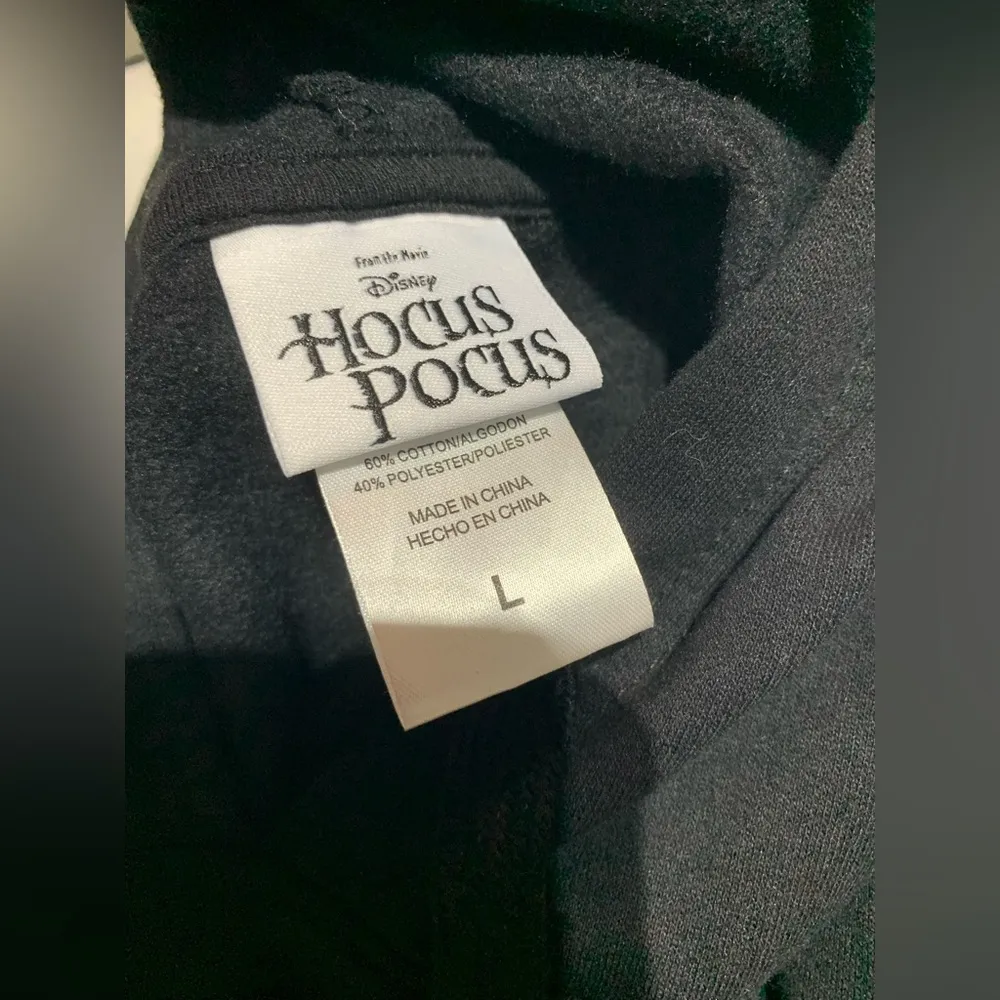 From the Movie
Disney
HOCUS
POCUS
60% COTTON/ALGODON
40% POLYESTER/POLIESTER
MADE IN CHINA
HECHO EN CHINA
L